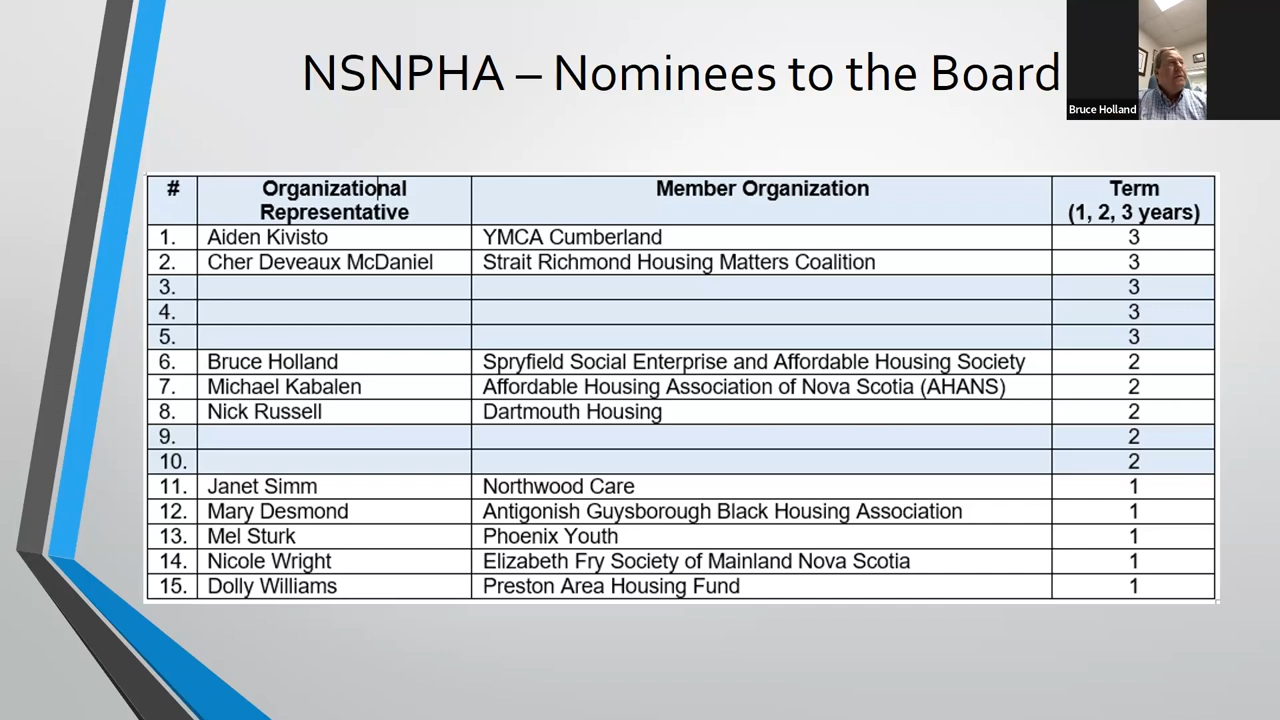 NSNPHA – Nominees to the Board
Bruce Holland
# Organizational Representative Member Organization Term (1, 2, 3 years)
1. Aiden Kivisto YMCA Cumberland 3
2. Cher Deveaux McDaniel Strait Richmond Housing Matters Coalition 3
3. 3
4. 3
5. 3
6. Bruce Holland Spryfield Social Enterprise and Affordable Housing Society 2
7. Michael Kabalen Affordable Housing Association of Nova Scotia (AHANS) 2
8. Nick Russell Dartmouth Housing 2
9. 2
10. 2
11. Janet Simm Northwood Care 1
12. Mary Desmond Antigonish Guysborough Black Housing Association 1
13. Mel Sturk Phoenix Youth 1
14. Nicole Wright Elizabeth Fry Society of Mainland Nova Scotia 1
15. Dolly Williams Preston Area Housing Fund 1